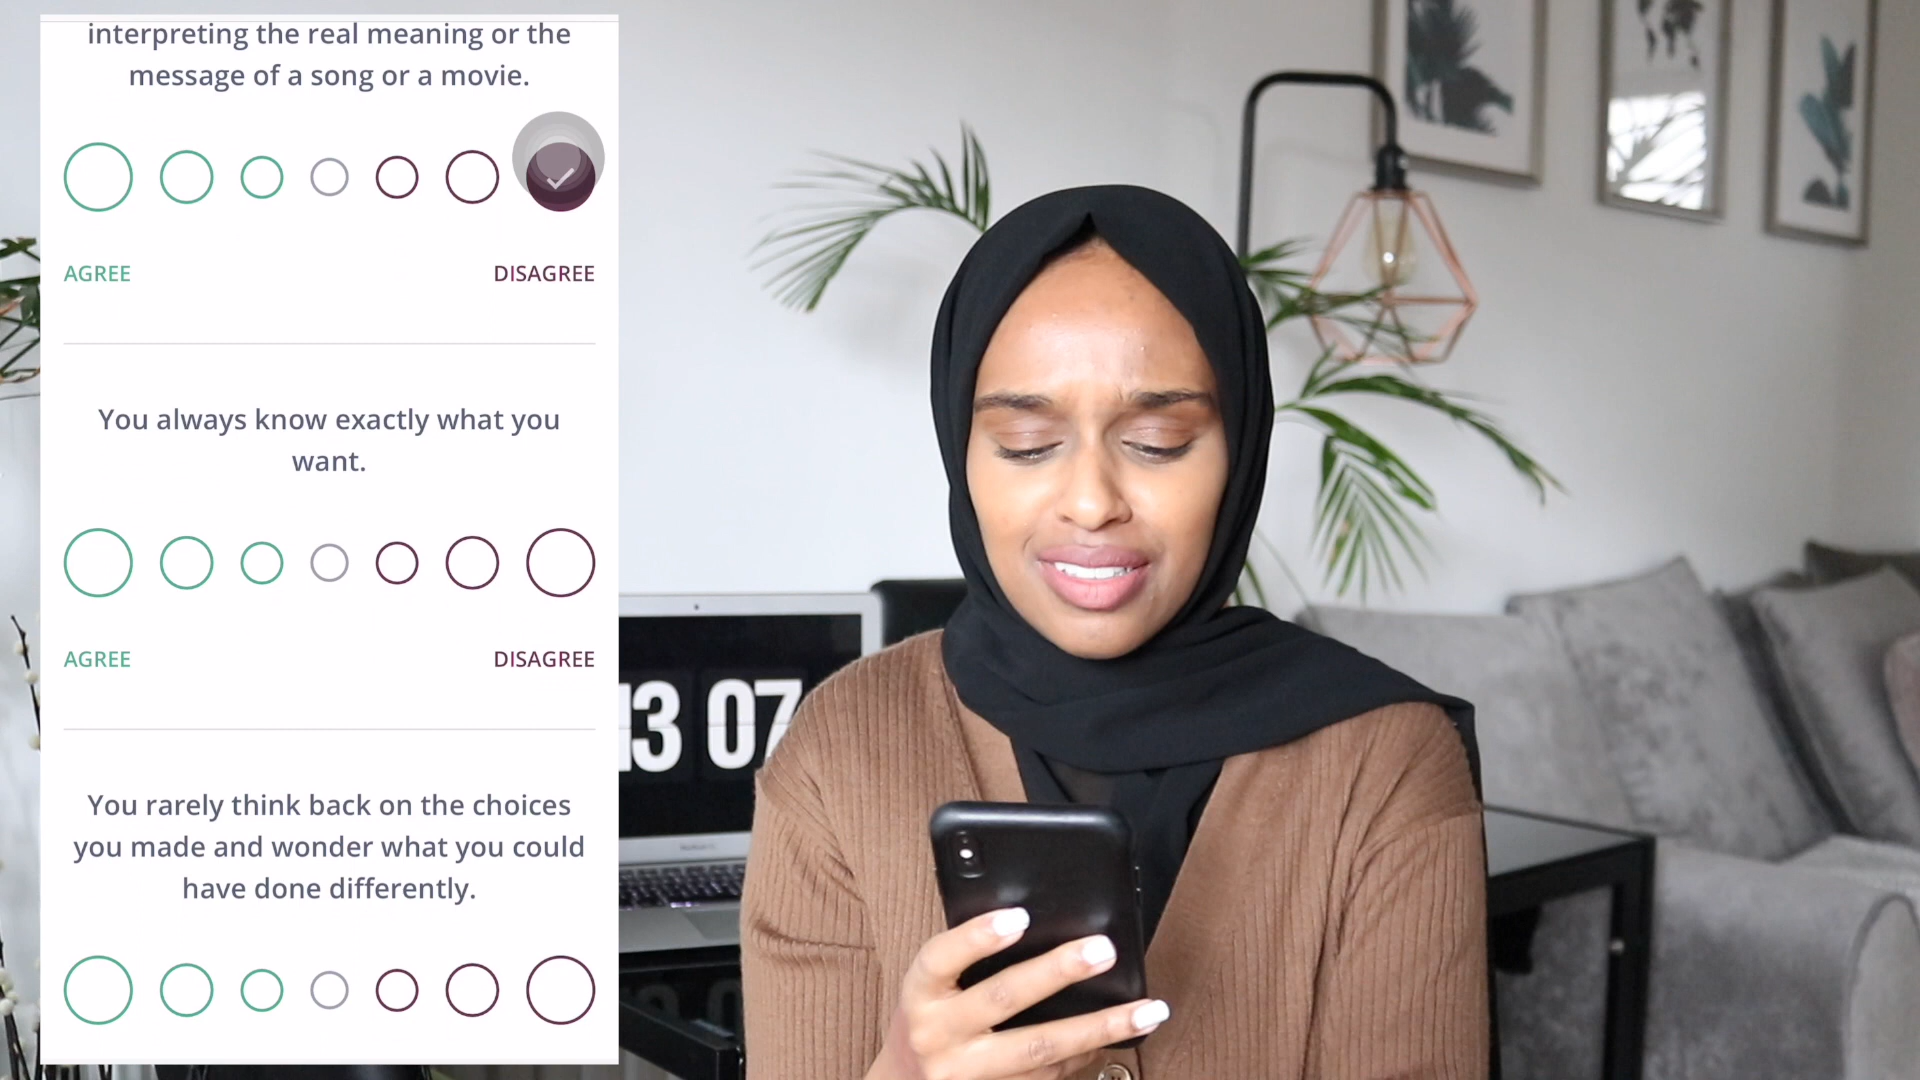 interpreting the real meaning or the
message of a song or a movie.
AGREE
DISAGREE
You always know exactly what you
want.
AGREE
DISAGREE
You rarely think back on the choices
you made and wonder what you could
have done differently.
13 07